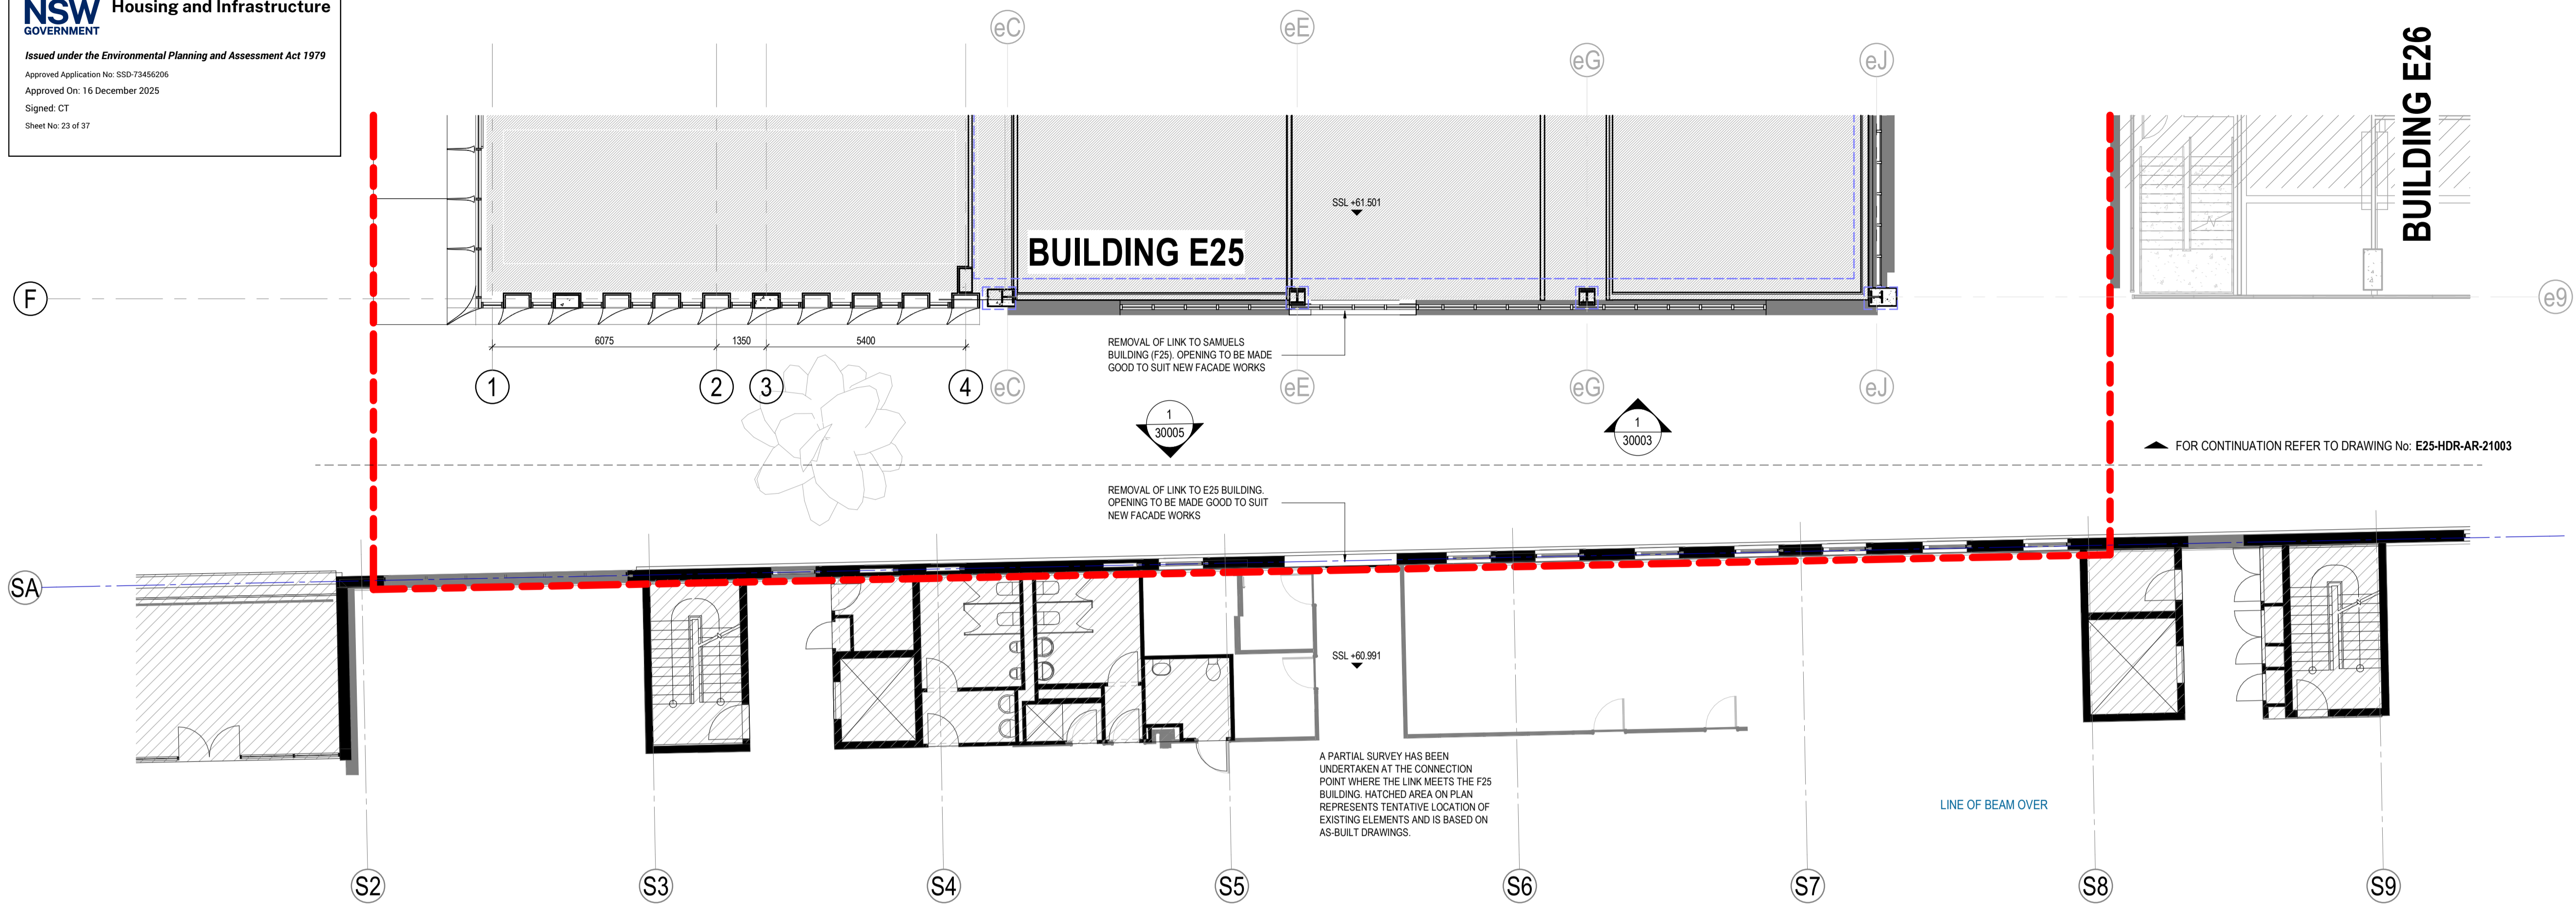 NSW
GOVERNMENT
Housing and Infrastructure
Issued under the Environmental Planning and Assessment Act 1979
Approved Application No: SSD-73456206
Approved On: 16 December 2025
Signed: CT
Sheet No: 23 of 37
eC
eE
eG
eJ
BUILDING E26
SSL +61.501
BUILDING E25
F
e9
6075
1350
5400
REMOVAL OF LINK TO SAMUELS
BUILDING (F25). OPENING TO BE MADE
GOOD TO SUIT NEW FACADE WORKS
1
2
3
4
eC
eE
eG
eJ
1
30005
1
30003
FOR CONTINUATION REFER TO DRAWING No: E25-HDR-AR-21003
REMOVAL OF LINK TO E25 BUILDING.
OPENING TO BE MADE GOOD TO SUIT
NEW FACADE WORKS
SA
SSL +60.991
A PARTIAL SURVEY HAS BEEN
UNDERTAKEN AT THE CONNECTION
POINT WHERE THE LINK MEETS THE F25
BUILDING. HATCHED AREA ON PLAN
REPRESENTS TENTATIVE LOCATION OF
EXISTING ELEMENTS AND IS BASED ON
AS-BUILT DRAWINGS.
LINE OF BEAM OVER
S2
S3
S4
S5
S6
S7
S8
S9